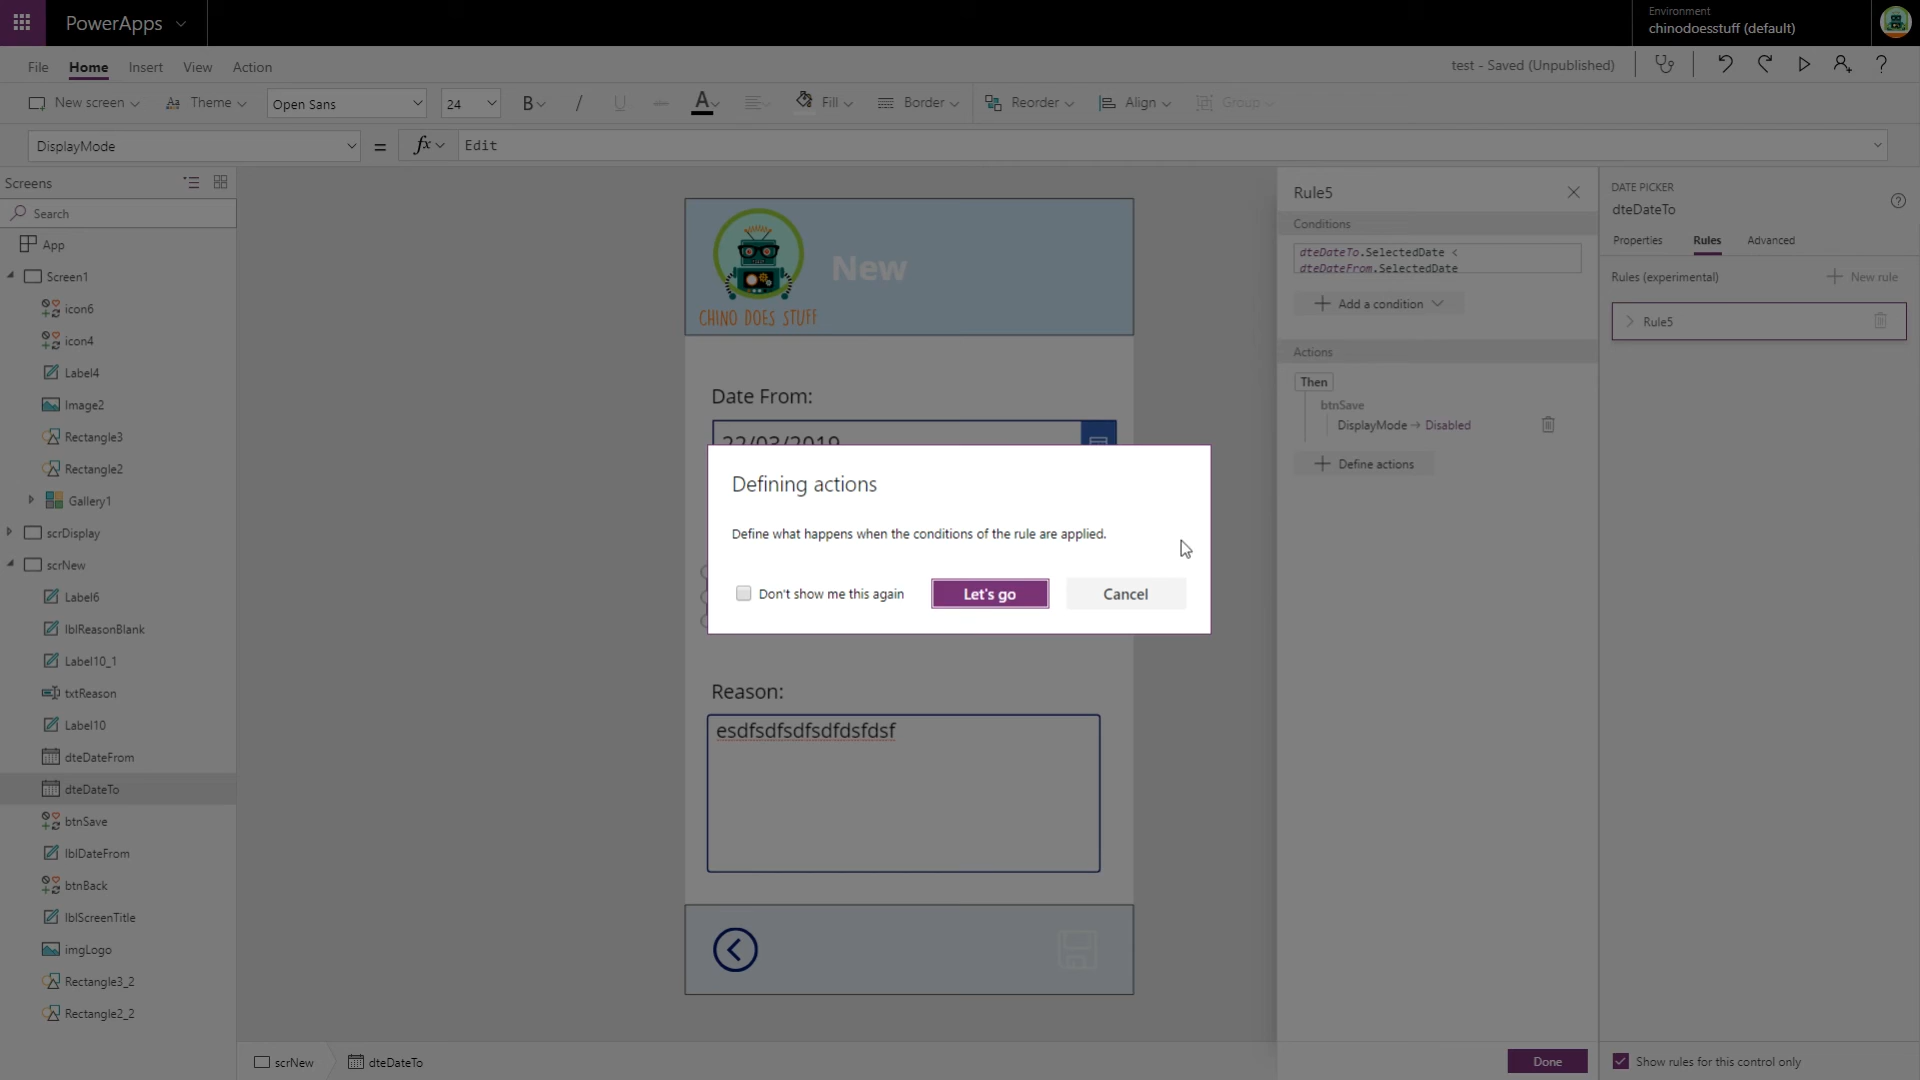 PowerApps
Environment
chinodoesstuff (default)
File Home Insert View Action
test - Saved (Unpublished)
?
New screen Theme Open Sans 24 B / U A Fill Border Reorder Align Group
DisplayMode = fx Edit
Screens
Search
App
Screen1
icon6
icon4
Label4
Image2
Rectangle3
Rectangle2
Gallery1
scrDisplay
scrNew
Label6
lblReasonBlank
Label10_1
txtReason
Label10
dteDateFrom
dteDateTo
btnSave
lblDateFrom
btnBack
lblScreenTitle
imgLogo
Rectangle3_2
Rectangle2_2
New
CHINO DOES STUFF
Date From:
22/03/2019
Defining actions
Define what happens when the conditions of the rule are applied.
Don't show me this again Let's go Cancel
Reason:
esdfsdfsdfsdfdsfdsf
scrNew dteDateTo
Rule5
Conditions
dteDateTo.SelectedDate <
dteDateFrom.SelectedDate
Add a condition
Actions
Then
btnSave
DisplayMode → Disabled
Define actions
Done
DATE PICKER
dteDateTo
?
Properties Rules Advanced
Rules (experimental) New rule
Rule5
Show rules for this control only